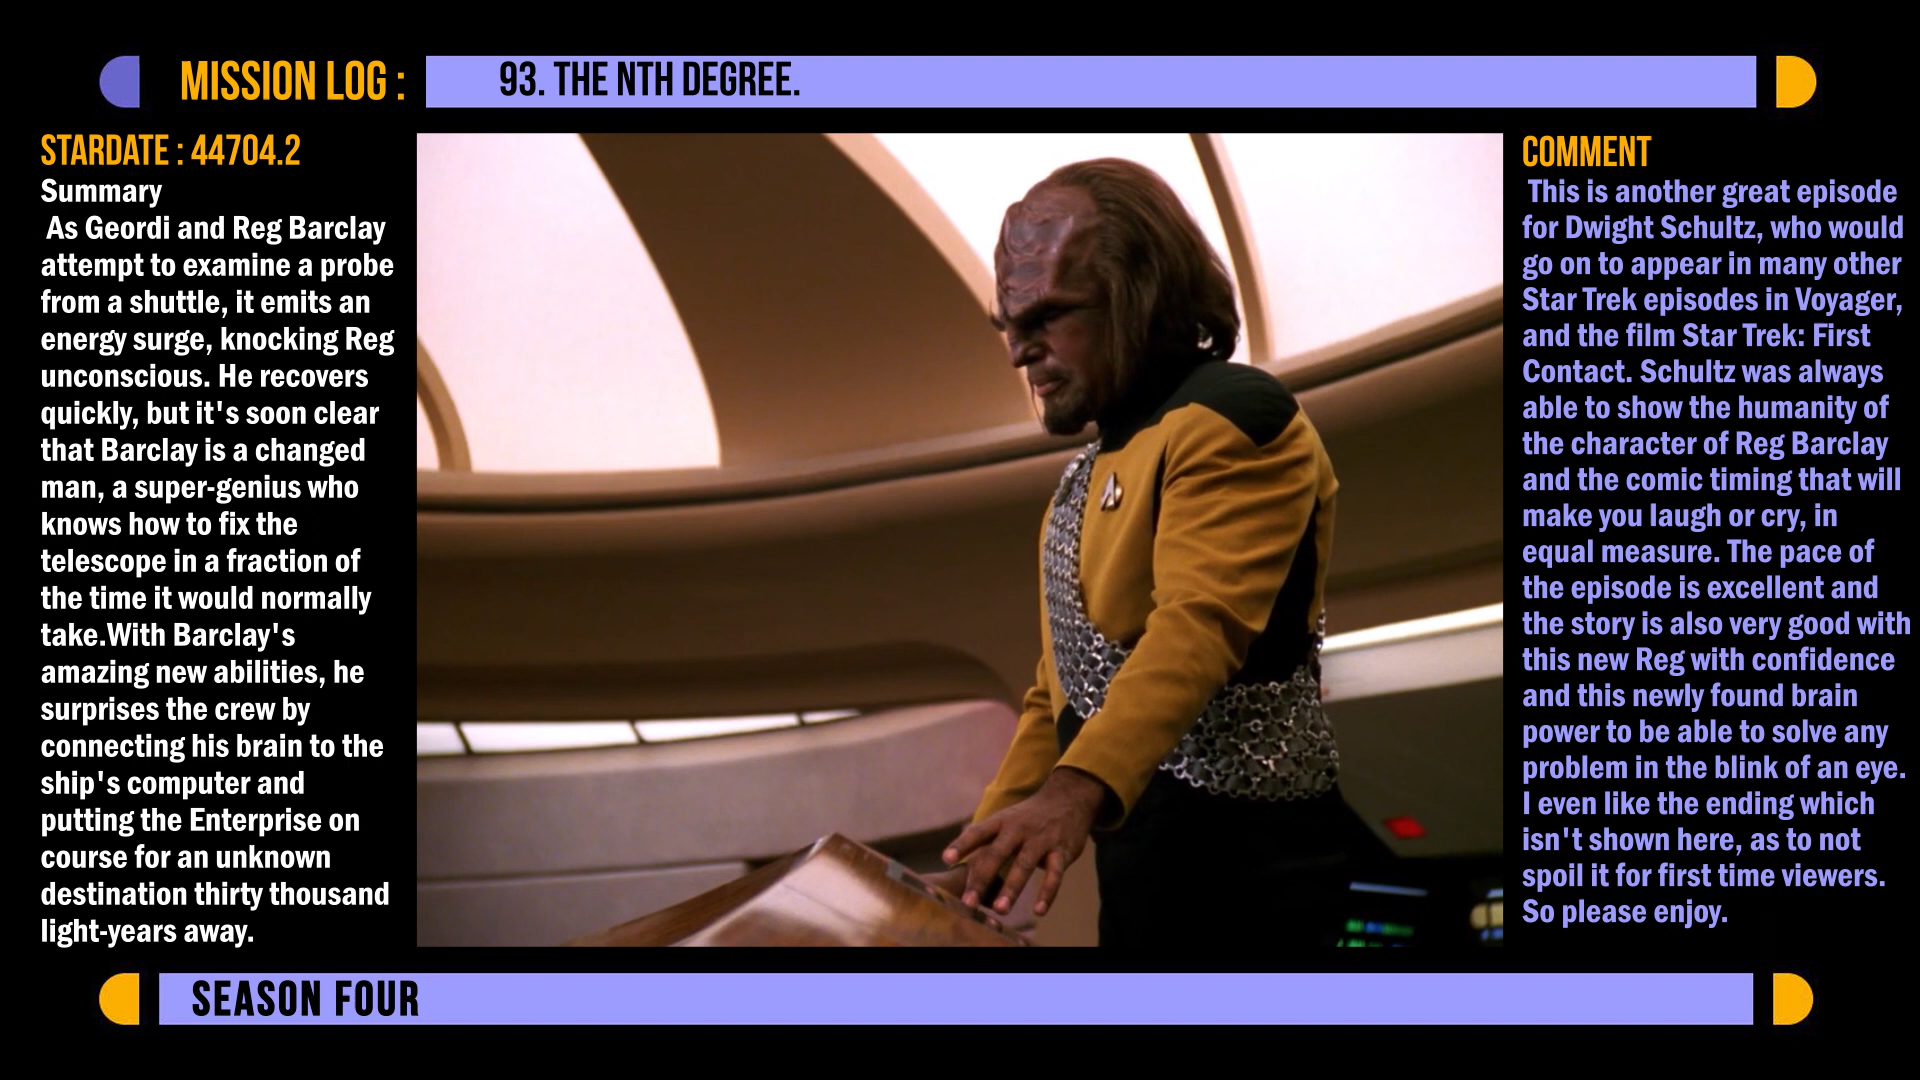 MISSION LOG :
93. THE NTH DEGREE.
STARDATE : 44704.2
Summary
As Geordi and Reg Barclay
attempt to examine a probe
from a shuttle, it emits an
energy surge, knocking Reg
unconscious. He recovers
quickly, but it's soon clear
that Barclay is a changed
man, a super-genius who
knows how to fix the
telescope in a fraction of
the time it would normally
take.With Barclay's
amazing new abilities, he
surprises the crew by
connecting his brain to the
ship's computer and
putting the Enterprise on
course for an unknown
destination thirty thousand
light-years away.
COMMENT
This is another great episode
for Dwight Schultz, who would
go on to appear in many other
Star Trek episodes in Voyager,
and the film Star Trek: First
Contact. Schultz was always
able to show the humanity of
the character of Reg Barclay
and the comic timing that will
make you laugh or cry, in
equal measure. The pace of
the episode is excellent and
the story is also very good with
this new Reg with confidence
and this newly found brain
power to be able to solve any
problem in the blink of an eye.
I even like the ending which
isn't shown here, as to not
spoil it for first time viewers.
So please enjoy.
SEASON FOUR